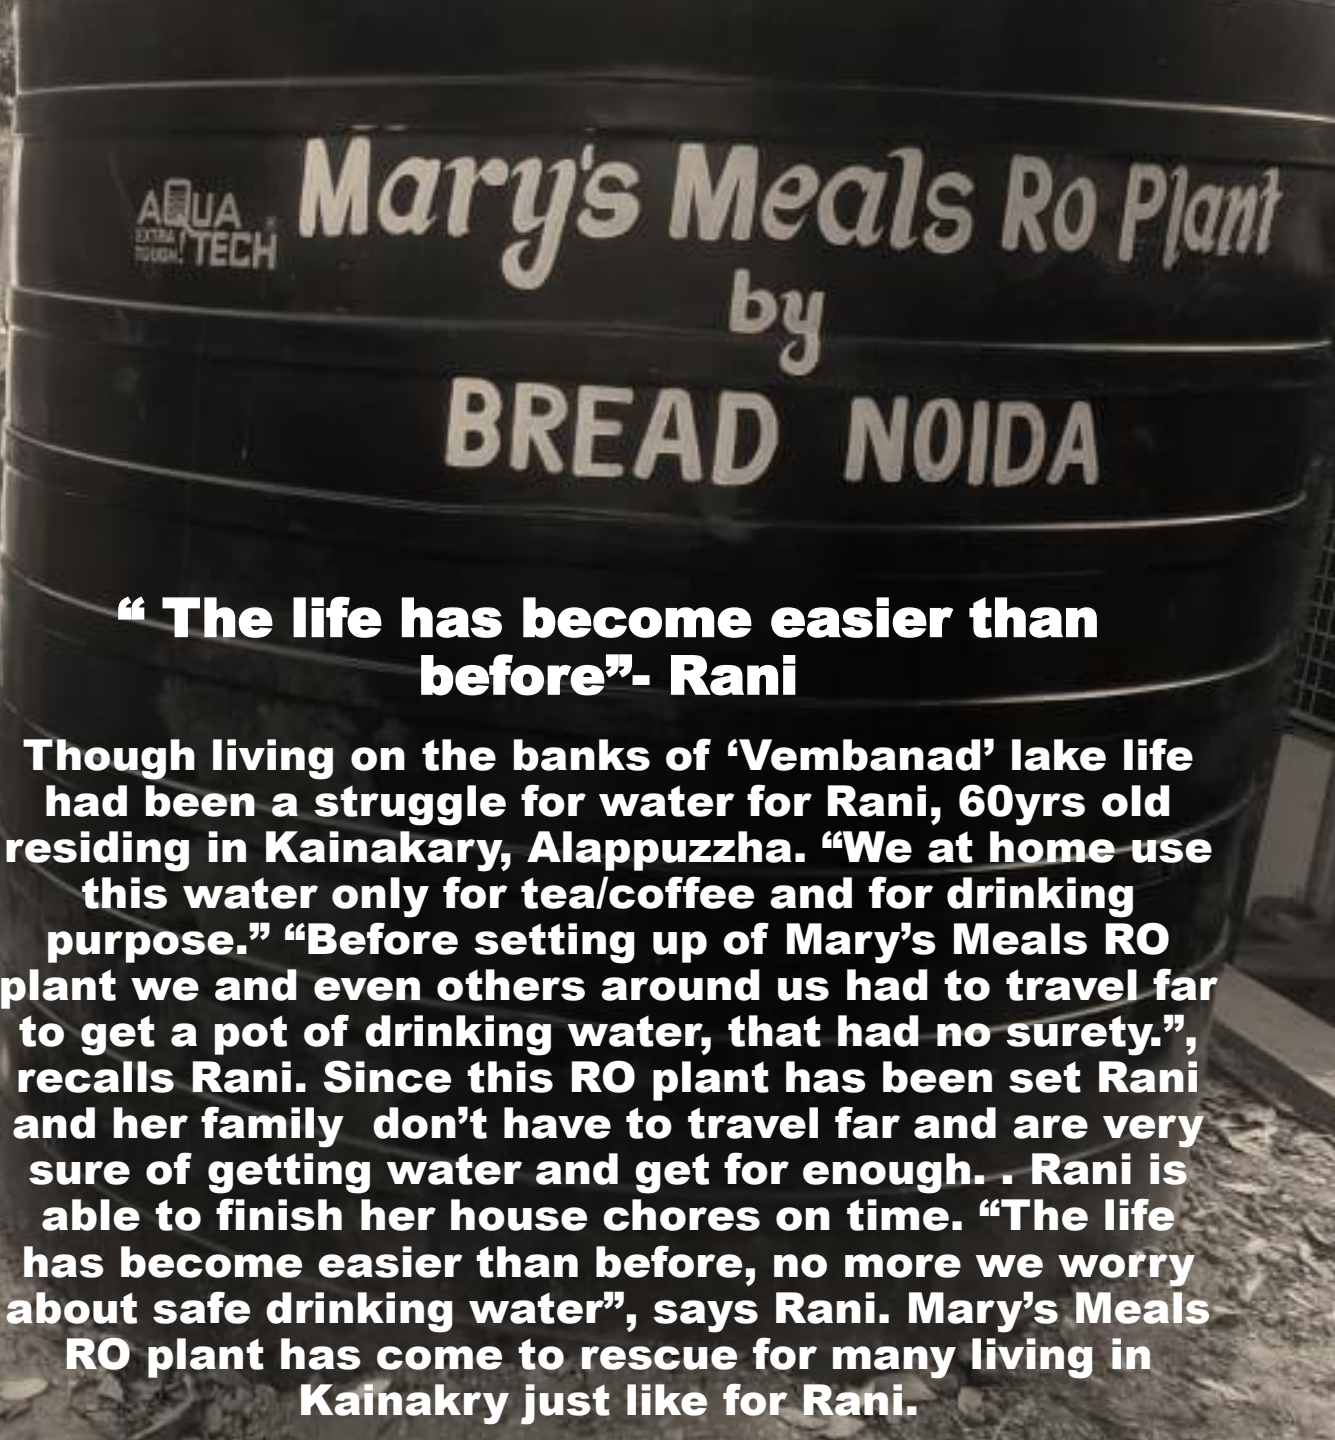 AQUA
EXTRA TOUGH! TECH
Mary's Meals Ro Plant
by
BREAD NOIDA
“ The life has become easier than
before”- Rani
Though living on the banks of ‘Vembanad’ lake life
had been a struggle for water for Rani, 60yrs old
residing in Kainakary, Alappuzzha. “We at home use
this water only for tea/coffee and for drinking
purpose.” “Before setting up of Mary’s Meals RO
plant we and even others around us had to travel far
to get a pot of drinking water, that had no surety.”,
recalls Rani. Since this RO plant has been set Rani
and her family  don’t have to travel far and are very
sure of getting water and get for enough. . Rani is
able to finish her house chores on time. “The life
has become easier than before, no more we worry
about safe drinking water”, says Rani. Mary’s Meals
RO plant has come to rescue for many living in
Kainakry just like for Rani.